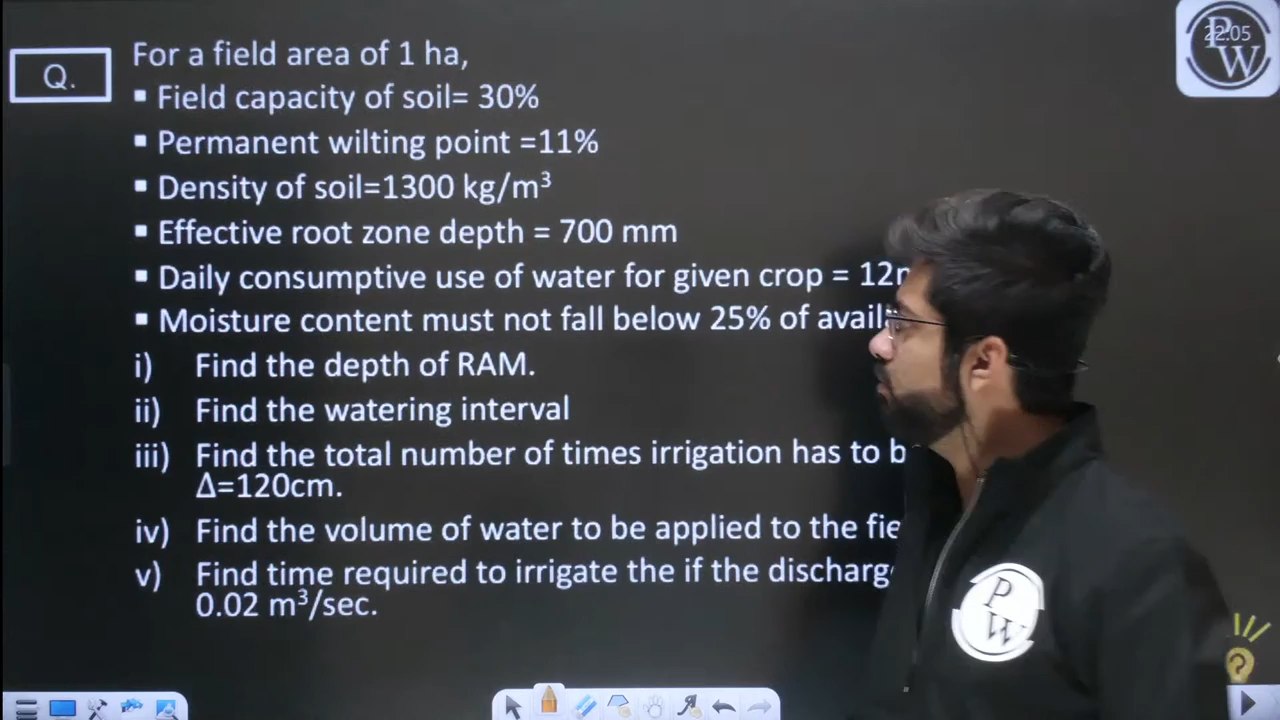 22:05
P
W
Q.
For a field area of 1 ha,
▪ Field capacity of soil= 30%
▪ Permanent wilting point =11%
▪ Density of soil=1300 kg/m³
▪ Effective root zone depth = 700 mm
▪ Daily consumptive use of water for given crop =
▪ Moisture content must not fall below 25% of
i) Find the depth of RAM.
ii) Find the watering interval
iii) Find the total number of times irrigation has to
Δ=120cm.
iv) Find the volume of water to be applied to the
v) Find time required to irrigate the if the
0.02 m³/sec.
P
W